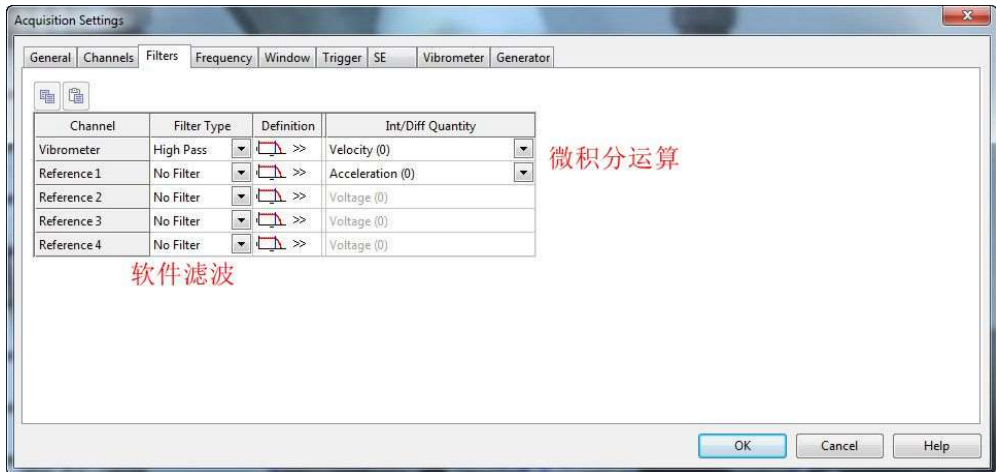 Acquisition Settings
General Channels Filters Frequency Window Trigger SE Vibrometer Generator
Channel Filter Type Definition Int/Diff Quantity
Vibrometer High Pass >> Velocity (0)
微积分运算
Reference 1 No Filter >> Acceleration (0)
Reference 2 No Filter >> Voltage (0)
Reference 3 No Filter >> Voltage (0)
Reference 4 No Filter >> Voltage (0)
软件滤波
OK Cancel Help